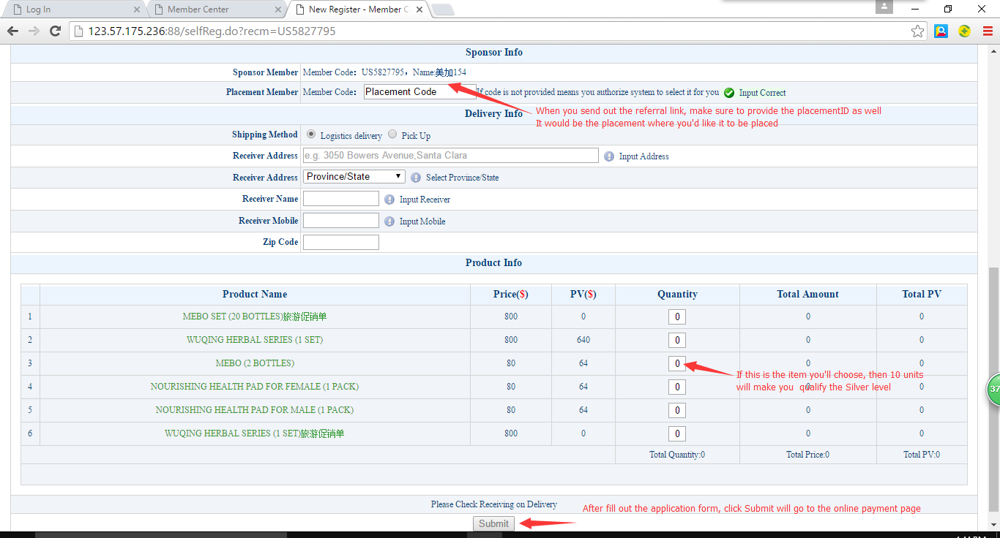 Log In
Member Center
New Register - Member C
123.57.175.236:88/selfReg.do?recm=US5827795
Sponsor Info
Sponsor Member Member Code：US5827795，Name:美加154
Placement Member Member Code： Placement Code If code is not provided means you authorize system to select it for you Input Correct
When you send out the referral link, make sure to provide the placementID as well
It would be the placement where you'd like it to be placed
Delivery Info
Shipping Method Logistics delivery Pick Up
Receiver Address e.g. 3050 Bowers Avenue,Santa Clara Input Address
Receiver Address Province/State Select Province/State
Receiver Name Input Receiver
Receiver Mobile Input Mobile
Zip Code
Product Info
Product Name Price($) PV($) Quantity Total Amount Total PV
1 MEBO SET (20 BOTTLES)旅游促销单 800 0 0 0 0
2 WUQING HERBAL SERIES (1 SET) 800 640 0 0 0
3 MEBO (2 BOTTLES) 80 64 0 0 0
If this is the item you'll choose, then 10 units
will make you qualify the Silver level
4 NOURISHING HEALTH PAD FOR FEMALE (1 PACK) 80 64 0 0 0
5 NOURISHING HEALTH PAD FOR MALE (1 PACK) 80 64 0 0 0
6 WUQING HERBAL SERIES (1 SET)旅游促销单 800 0 0 0 0
Total Quantity:0 Total Price:0 Total PV:0
Please Check Receiving on Delivery
After fill out the application form, click Submit will go to the online payment page
Submit
37